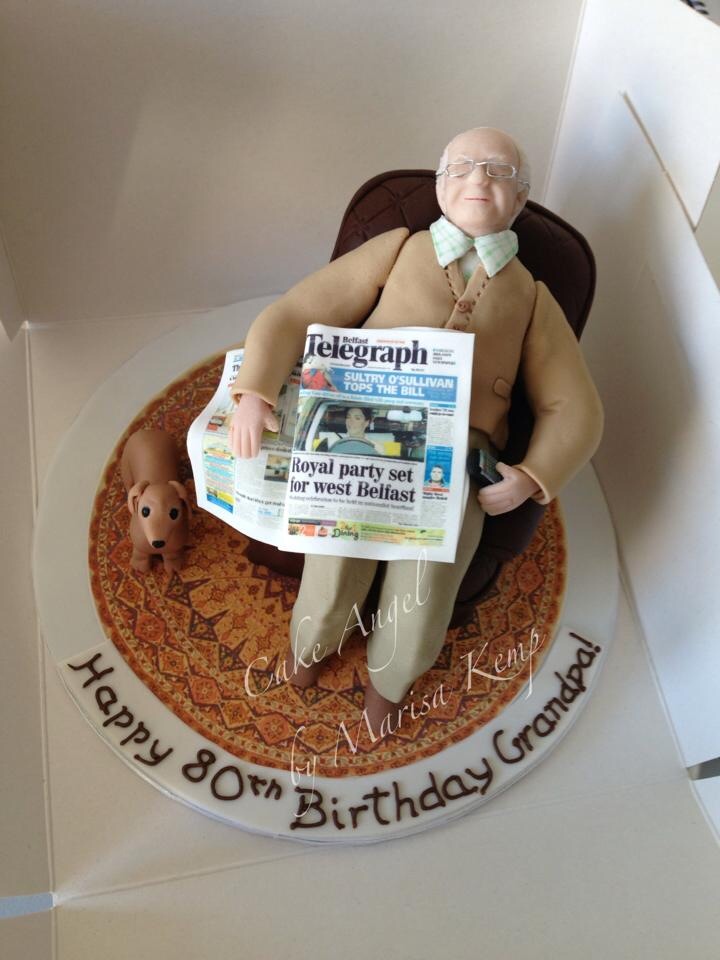 Belfast
Telegraph
SULTRY O'SULLIVAN
TOPS THE BILL
Royal party set
for west Belfast
Dining
Cake Angel
by Marisa Kemp
Happy 80th Birthday Grandpa!